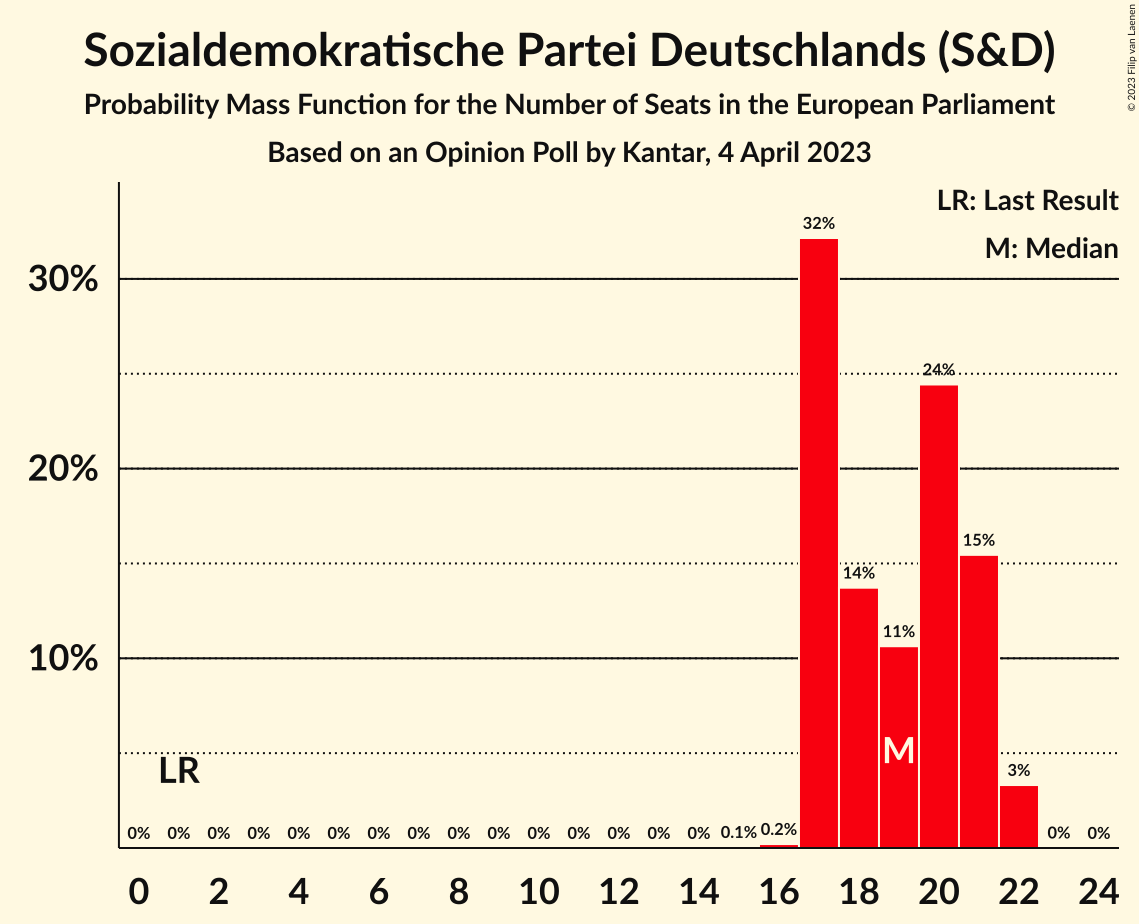 Sozialdemokratische Partei Deutschlands (S&D)
Probability Mass Function for the Number of Seats in the European Parliament
Based on an Opinion Poll by Kantar, 4 April 2023
© 2023 Filip van Laenen
LR: Last Result
M: Median
32%
30%
24%
20%
15%
14%
11%
10%
M
LR
3%
0% 0% 0% 0% 0% 0% 0% 0% 0% 0% 0% 0% 0% 0% 0% 0.1% 0.2% 0% 0%
0 2 4 6 8 10 12 14 16 18 20 22 24